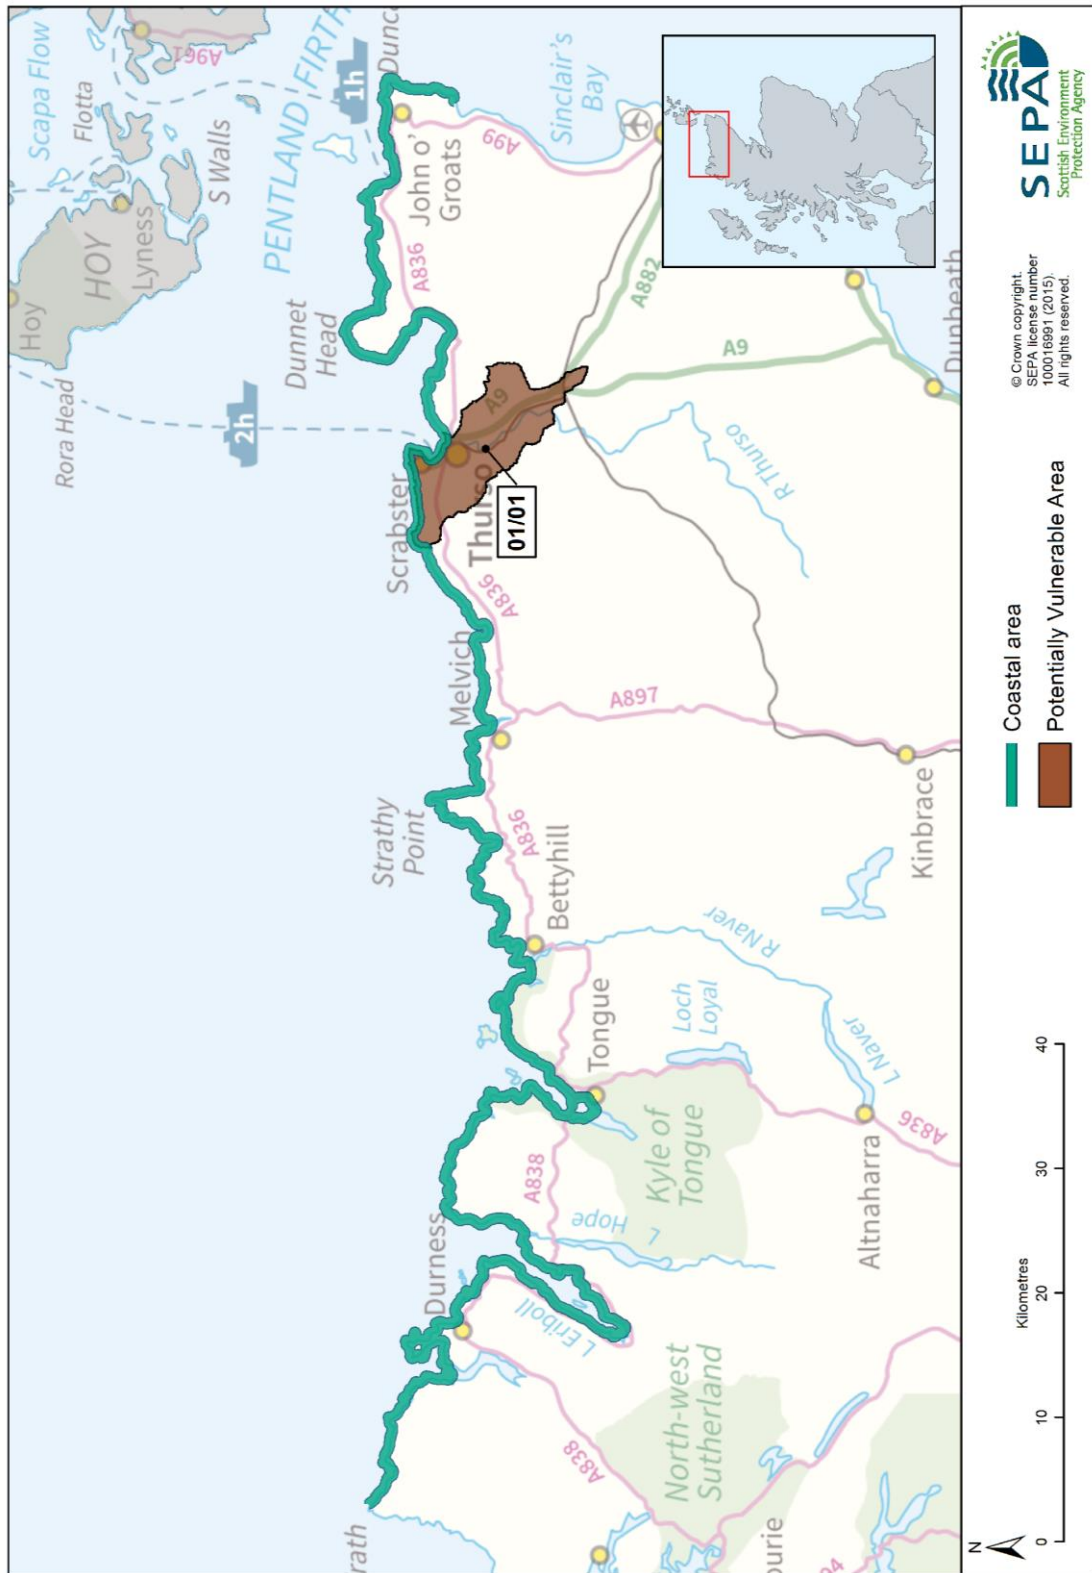 Scapa Flow
Flotta
A961
S Walls
HOY
Lyness
Hoy
Rora Head
PENTLAND FIRTH
1h
2h
Dunnet
Head
Dunc
John o'
Groats
A836
A99
Sinclair's
Bay
Scrabster
Thurso
A9
01/01
A882
A9
R Thurso
Dunbeath
Strathy
Point
Melvich
A836
A897
A836
Bettyhill
R Naver
Kinbrace
Loch
Loyal
L Naver
Tongue
Kyle of
Tongue
A838
L Hope
Altnaharra
A836
Durness
L Eriboll
North-west
Sutherland
A838
rath
ourie
N
Kilometres
0
10
20
30
40
Coastal area
Potentially Vulnerable Area
© Crown copyright.
SEPA license number
100016991 (2015).
All rights reserved.
SEPA
Scottish Environment
Protection Agency